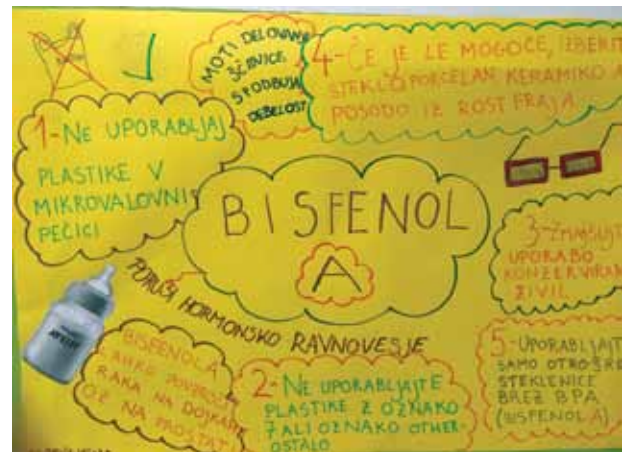 MOTI DELOVANJE
ŠČITNICE
SPODBUJA
DEBELOST
4-ČE JE LE MOGOČE, IZBERITE
STEKLO, PORCELAN KERAMIKO A
POSODO IZ ROSTFRAJA
1-NE UPORABLJAJ
PLASTIKE V
MIKROVALOVNI
PEČICI
BISFENOL
A
3-ZMANJŠAJTE
UPORABO
KONZERVIRAN
ŽIVIL
PORUŠI HORMONSKO RAVNOVESJE
BISFENOL A
LAHKO POVZROČI
RAKA NA DOJKAH
OZ NA PROSTATI
2-NE UPORABLJAJTE
PLASTIKE Z OZNAKO
7 ALI OZNAKO OTHER-
OSTALO
5-UPORABLJAJTE
SAMO OTROŠKE
STEKLENICE
BREZ BPA
(BISFENOL A)